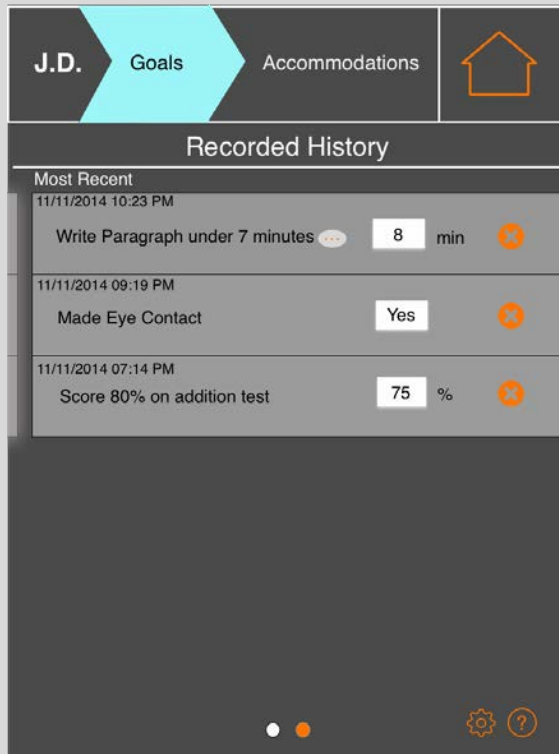 J.D. Goals Accommodations
Recorded History
Most Recent
11/11/2014 10:23 PM
Write Paragraph under 7 minutes ... 8 min
11/11/2014 09:19 PM
Made Eye Contact Yes
11/11/2014 07:14 PM
Score 80% on addition test 75 %
?